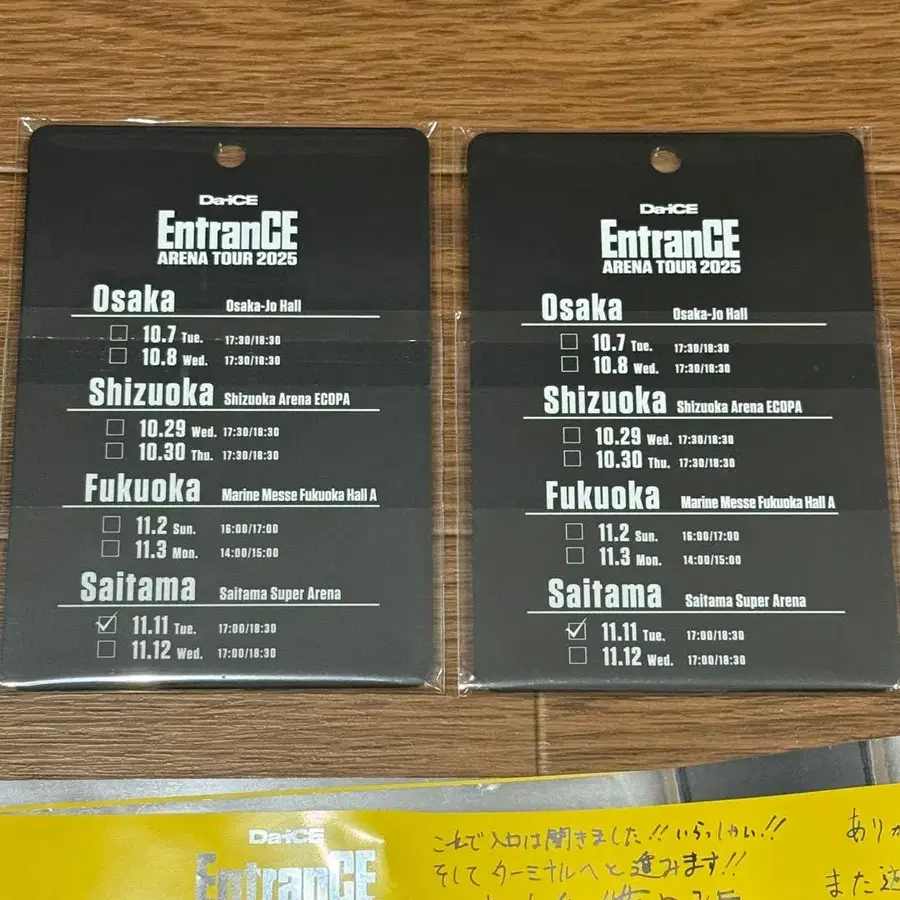 Da-iCE
EntranCE
ARENA TOUR 2025
Osaka Osaka-Jo Hall
☐ 10.7 Tue. 17:30/18:30
☐ 10.8 Wed. 17:30/18:30
Shizuoka Shizuoka Arena ECOPA
☐ 10.29 Wed. 17:30/18:30
☐ 10.30 Thu. 17:30/18:30
Fukuoka Marine Messe Fukuoka Hall A
☐ 11.2 Sun. 16:00/17:00
☐ 11.3 Mon. 14:00/15:00
Saitama Saitama Super Arena
☑ 11.11 Tue. 17:00/18:30
☐ 11.12 Wed. 17:00/18:30
Da-iCE
EntranCE
ARENA TOUR 2025
Osaka Osaka-Jo Hall
☐ 10.7 Tue. 17:30/18:30
☐ 10.8 Wed. 17:30/18:30
Shizuoka Shizuoka Arena ECOPA
☐ 10.29 Wed. 17:30/18:30
☐ 10.30 Thu. 17:30/18:30
Fukuoka Marine Messe Fukuoka Hall A
☐ 11.2 Sun. 16:00/17:00
☐ 11.3 Mon. 14:00/15:00
Saitama Saitama Super Arena
☑ 11.11 Tue. 17:00/18:30
☐ 11.12 Wed. 17:00/18:30
Da-iCE
EntranCE
これで入口は開きました!!いらっしゃい!!
そしてターミナルへと進みます!!
ありが
また